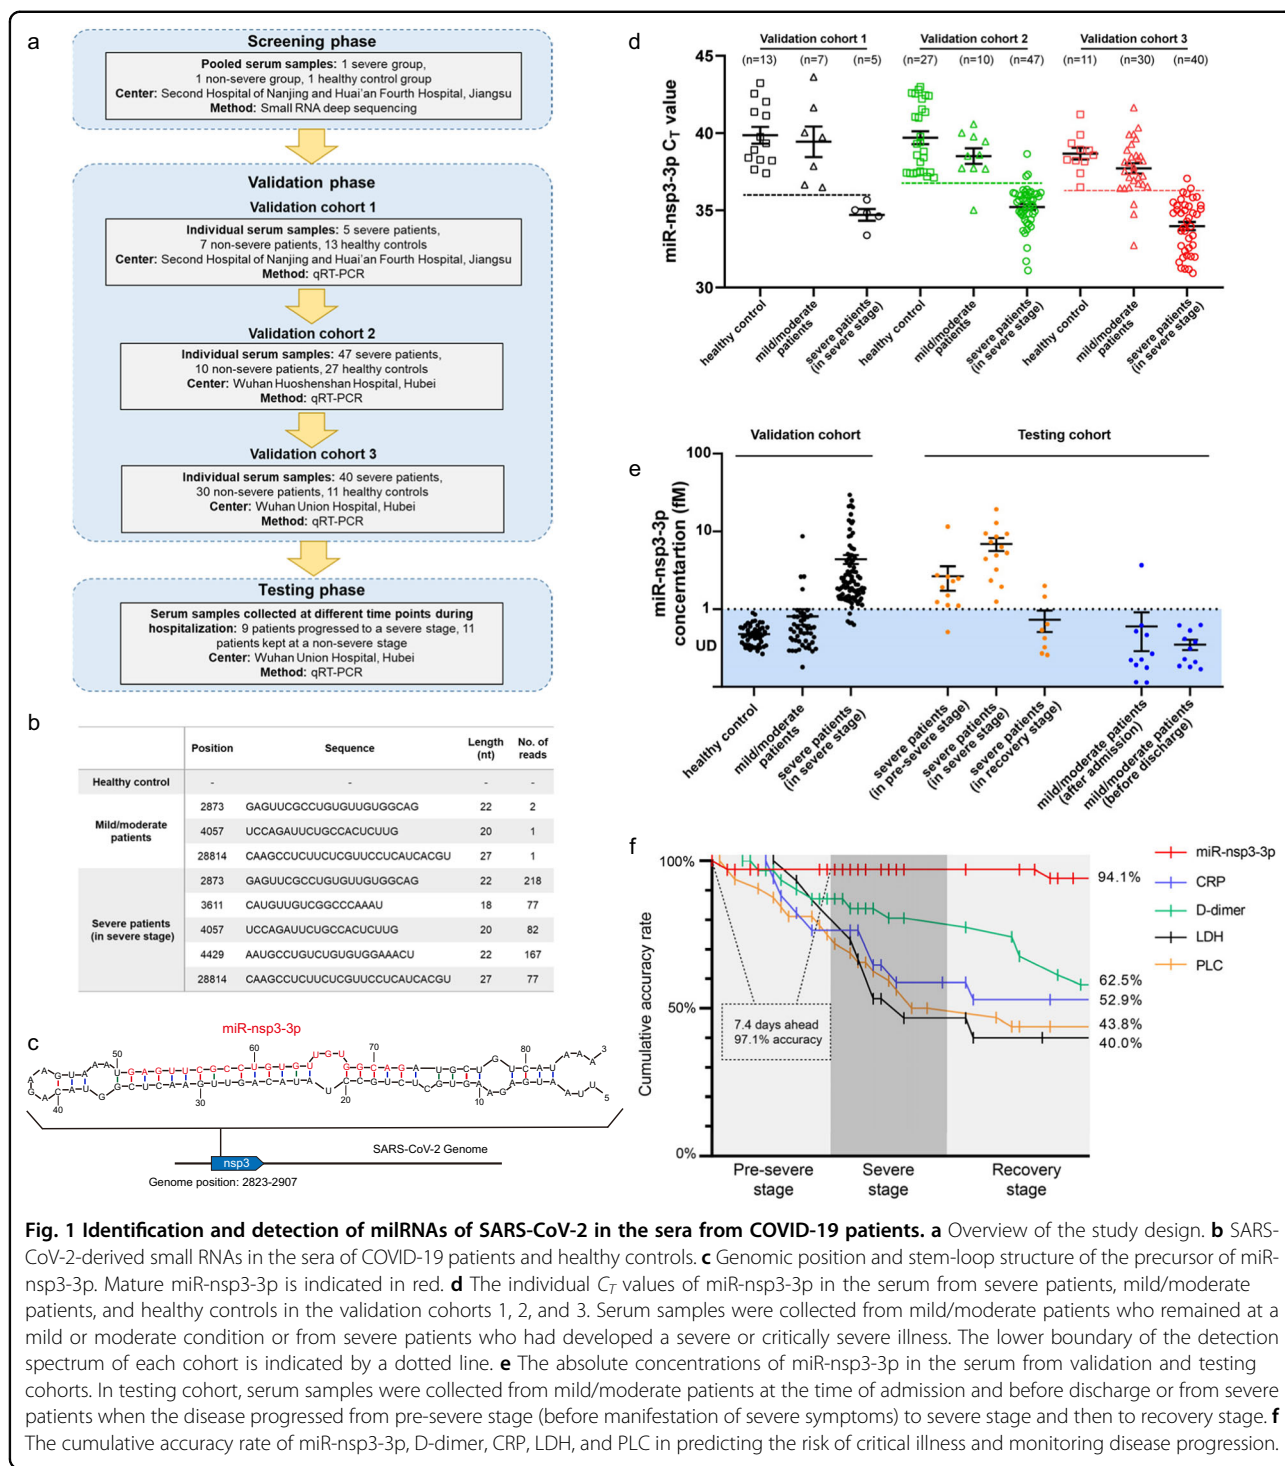 a
Screening phase
Pooled serum samples: 1 severe group,
1 non-severe group, 1 healthy control group
Center: Second Hospital of Nanjing and Huai'an Fourth Hospital, Jiangsu
Method: Small RNA deep sequencing
Validation phase
Validation cohort 1
Individual serum samples: 5 severe patients,
7 non-severe patients, 13 healthy controls
Center: Second Hospital of Nanjing and Huai'an Fourth Hospital, Jiangsu
Method: qRT-PCR
Validation cohort 2
Individual serum samples: 47 severe patients,
10 non-severe patients, 27 healthy controls
Center: Wuhan Huoshenshan Hospital, Hubei
Method: qRT-PCR
Validation cohort 3
Individual serum samples: 40 severe patients,
30 non-severe patients, 11 healthy controls
Center: Wuhan Union Hospital, Hubei
Method: qRT-PCR
Testing phase
Serum samples collected at different time points during
hospitalization: 9 patients progressed to a severe stage, 11
patients kept at a non-severe stage
Center: Wuhan Union Hospital, Hubei
Method: qRT-PCR
b
Position Sequence Length (nt) No. of reads
Healthy control - - - -
Mild/moderate patients
2873 GAGUUCGCCUGUGUUGUGGCAG 22 2
4057 UCCAGAUUCUGCCACUCUUG 20 1
28814 CAAGCCUCUUCUCGUUCCUCAUCACGU 27 1
Severe patients (in severe stage)
2873 GAGUUCGCCUGUGUUGUGGCAG 22 218
3611 CAUGUUGUCGGCCCAAAU 18 77
4057 UCCAGAUUCUGCCACUCUUG 20 82
4429 AAUGCCUGUCUGUGUGGAAACU 22 167
28814 CAAGCCUCUUCUCGUUCCUCAUCACGU 27 77
c
miR-nsp3-3p
50 60 70 80 3
40 30 20 10 5
SARS-CoV-2 Genome
nsp3
Genome position: 2823-2907
d
Validation cohort 1 Validation cohort 2 Validation cohort 3
(n=13) (n=7) (n=5) (n=27) (n=10) (n=47) (n=11) (n=30) (n=40)
miR-nsp3-3p CT value
45
40
35
30
healthy control
mild/moderate
patients
severe patients
(in severe stage)
healthy control
mild/moderate
patients
severe patients
(in severe stage)
healthy control
mild/moderate
patients
severe patients
(in severe stage)
e
Validation cohort Testing cohort
miR-nsp3-3p
concerntartion (fM)
100
10
1
UD
healthy control
mild/moderate
patients
severe patients
(in severe stage)
severe patients
(in pre-severe stage)
severe patients
(in severe stage)
severe patients
(in recovery stage)
mild/moderate patients
(after admission)
mild/moderate patients
(before discharge)
f
Cumulative accuracy rate
100%
50%
0%
7.4 days ahead
97.1% accuracy
94.1%
62.5%
52.9%
43.8%
40.0%
miR-nsp3-3p
CRP
D-dimer
LDH
PLC
Pre-severe
stage
Severe
stage
Recovery
stage
Fig. 1 Identification and detection of milRNAs of SARS-CoV-2 in the sera from COVID-19 patients. a Overview of the study design. b SARS-
CoV-2-derived small RNAs in the sera of COVID-19 patients and healthy controls. c Genomic position and stem-loop structure of the precursor of miR-
nsp3-3p. Mature miR-nsp3-3p is indicated in red. d The individual CT values of miR-nsp3-3p in the serum from severe patients, mild/moderate
patients, and healthy controls in the validation cohorts 1, 2, and 3. Serum samples were collected from mild/moderate patients who remained at a
mild or moderate condition or from severe patients who had developed a severe or critically severe illness. The lower boundary of the detection
spectrum of each cohort is indicated by a dotted line. e The absolute concentrations of miR-nsp3-3p in the serum from validation and testing
cohorts. In testing cohort, serum samples were collected from mild/moderate patients at the time of admission and before discharge or from severe
patients when the disease progressed from pre-severe stage (before manifestation of severe symptoms) to severe stage and then to recovery stage. f
The cumulative accuracy rate of miR-nsp3-3p, D-dimer, CRP, LDH, and PLC in predicting the risk of critical illness and monitoring disease progression.